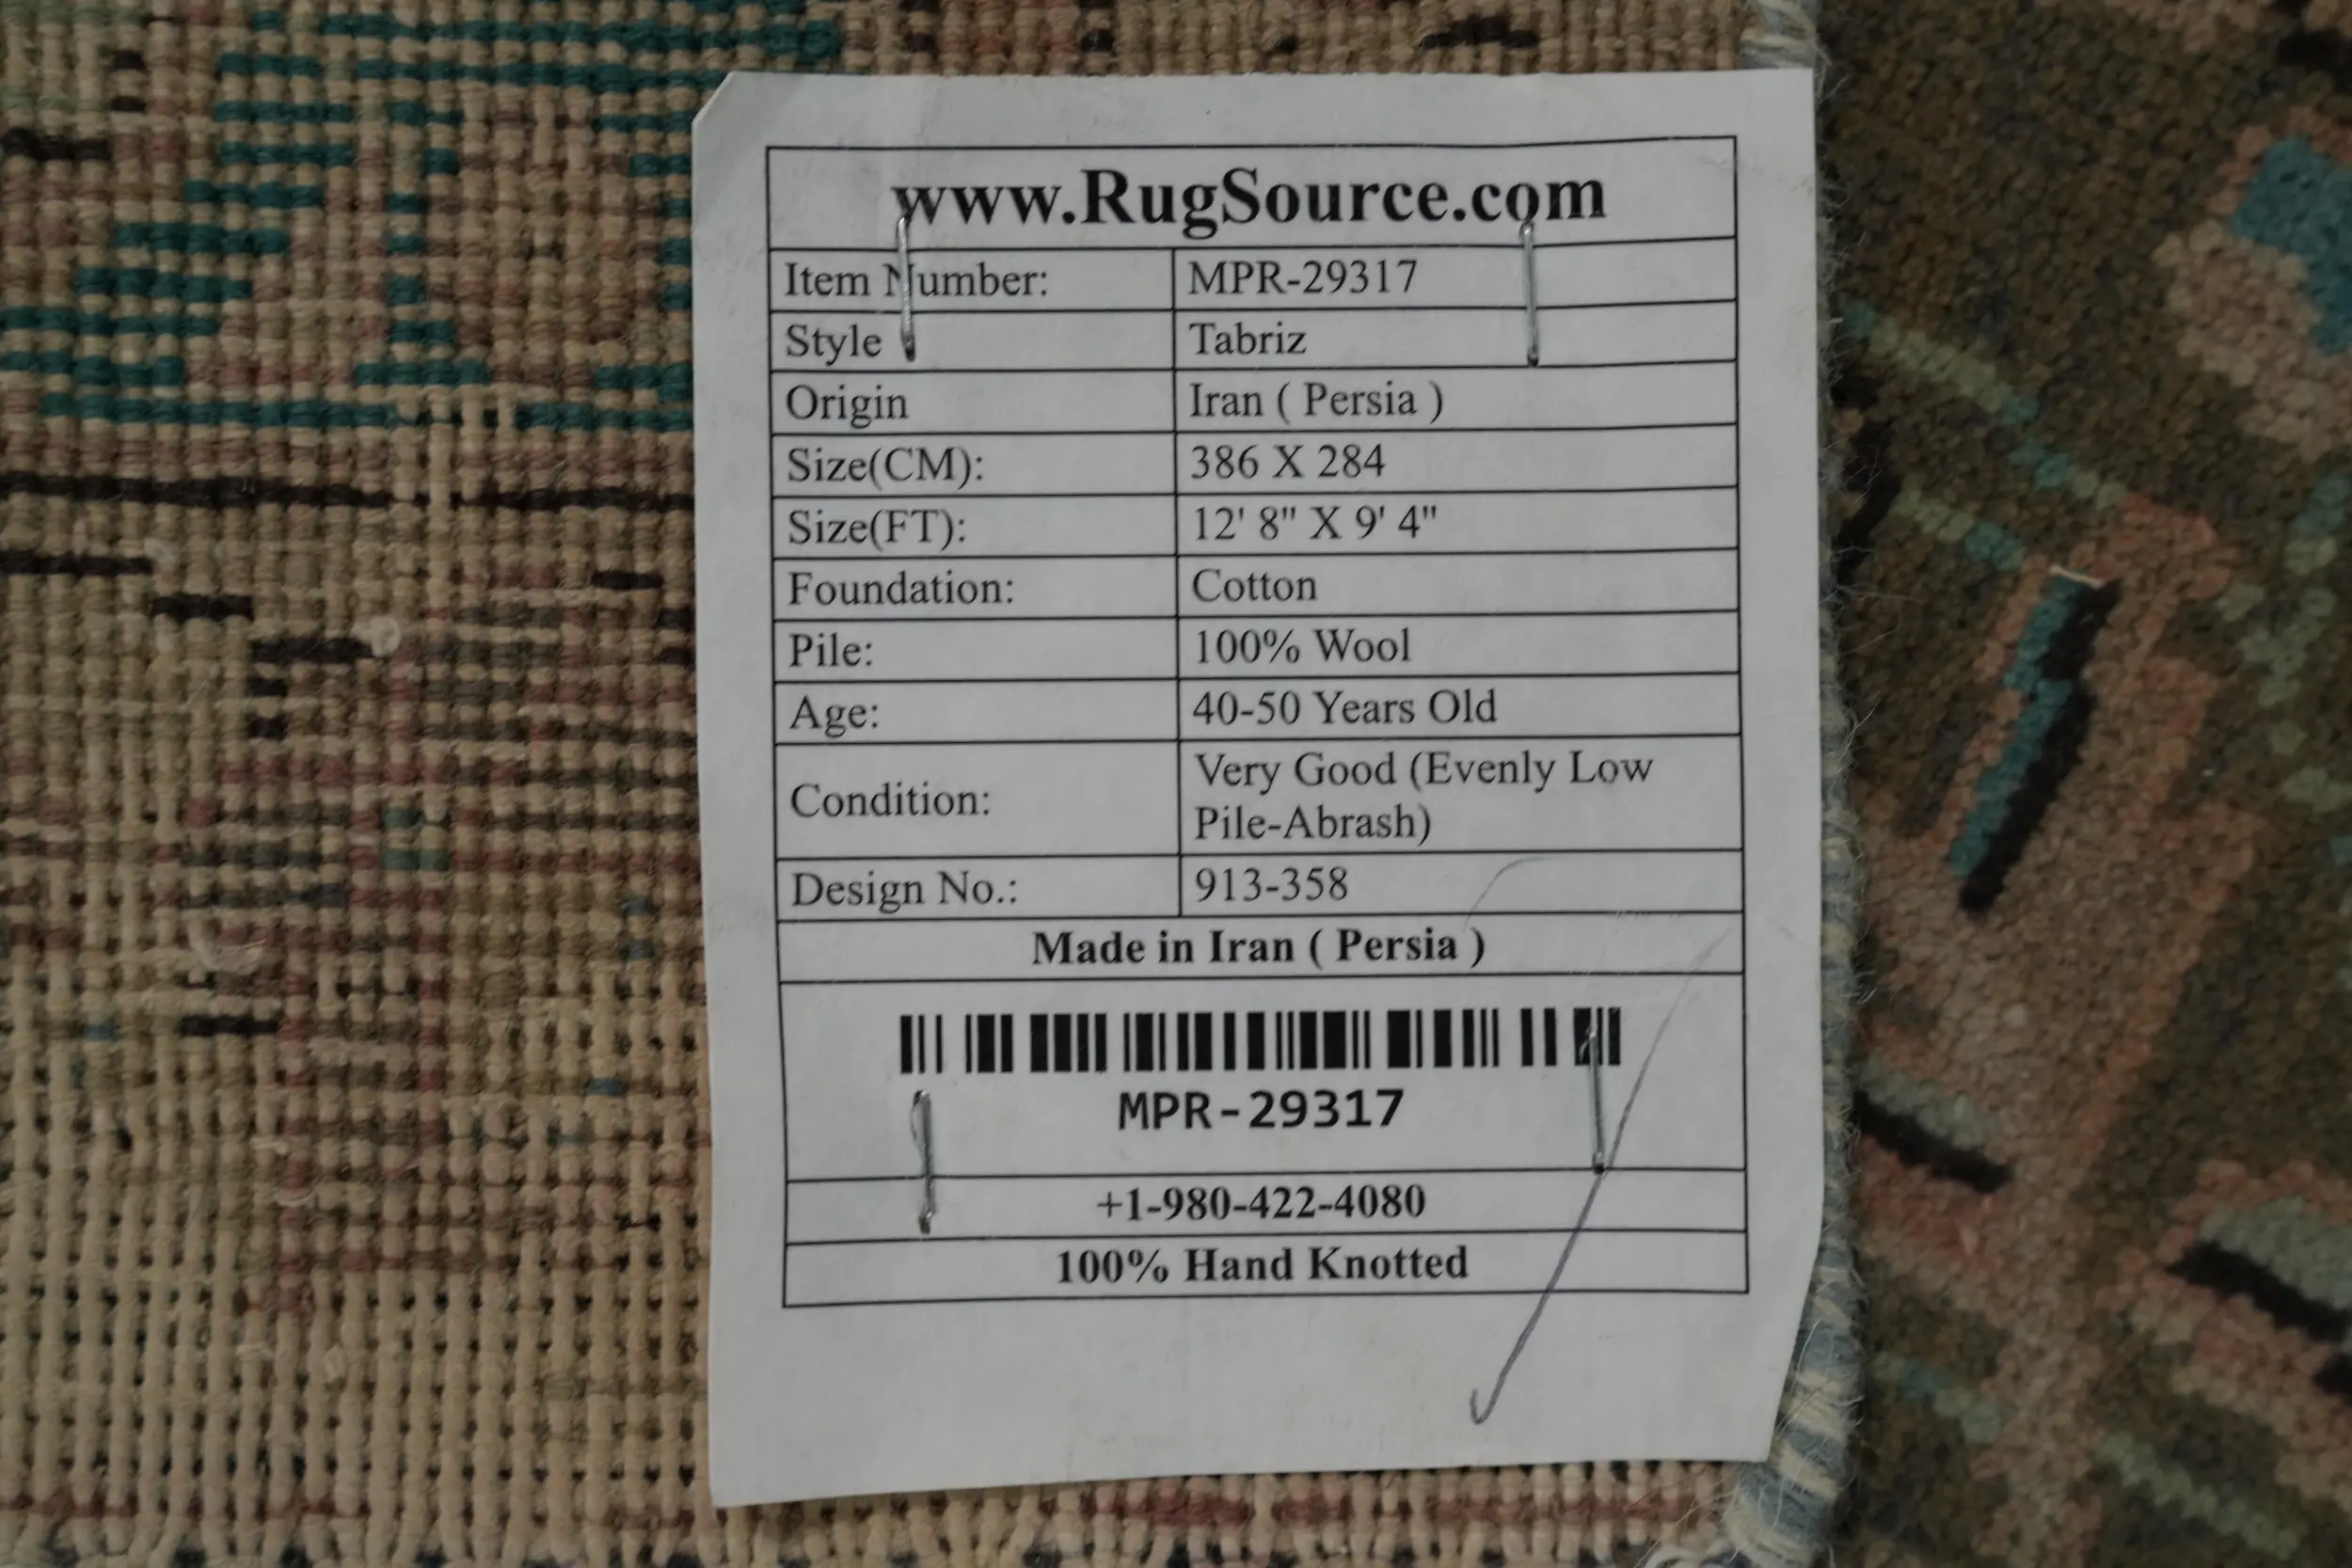 www.RugSource.com
Item Number: MPR-29317
Style Tabriz
Origin Iran ( Persia )
Size(CM): 386 X 284
Size(FT): 12' 8" X 9' 4"
Foundation: Cotton
Pile: 100% Wool
Age: 40-50 Years Old
Condition: Very Good (Evenly Low
Pile-Abrash)
Design No.: 913-358
Made in Iran ( Persia )
MPR-29317
+1-980-422-4080
100% Hand Knotted